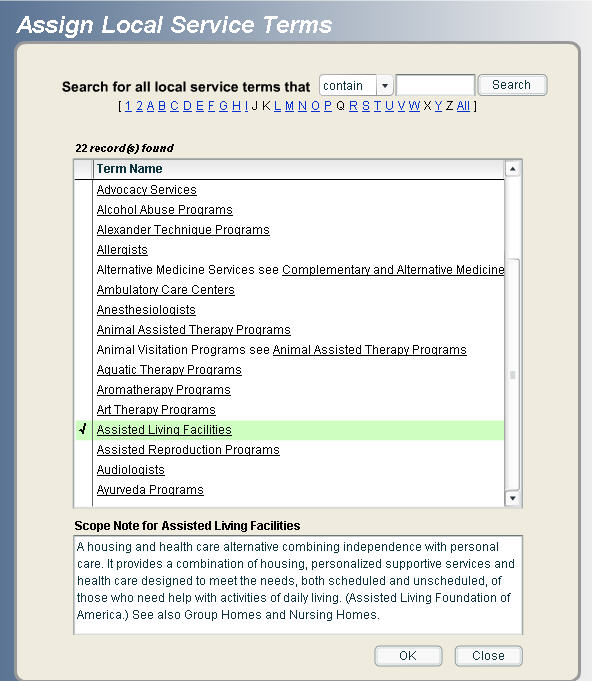 Assign Local Service Terms
Search for all local service terms that contain Search
[ 1 2 A B C D E F G H I J K L M N O P Q R S T U V W X Y Z All ]
22 record(s) found
Term Name
Advocacy Services
Alcohol Abuse Programs
Alexander Technique Programs
Allergists
Alternative Medicine Services see Complementary and Alternative Medicine
Ambulatory Care Centers
Anesthesiologists
Animal Assisted Therapy Programs
Animal Visitation Programs see Animal Assisted Therapy Programs
Aquatic Therapy Programs
Aromatherapy Programs
Art Therapy Programs
√ Assisted Living Facilities
Assisted Reproduction Programs
Audiologists
Ayurveda Programs
Scope Note for Assisted Living Facilities
A housing and health care alternative combining independence with personal
care. It provides a combination of housing, personalized supportive services and
health care designed to meet the needs, both scheduled and unscheduled, of
those who need help with activities of daily living. (Assisted Living Foundation of
America.) See also Group Homes and Nursing Homes.
OK Close